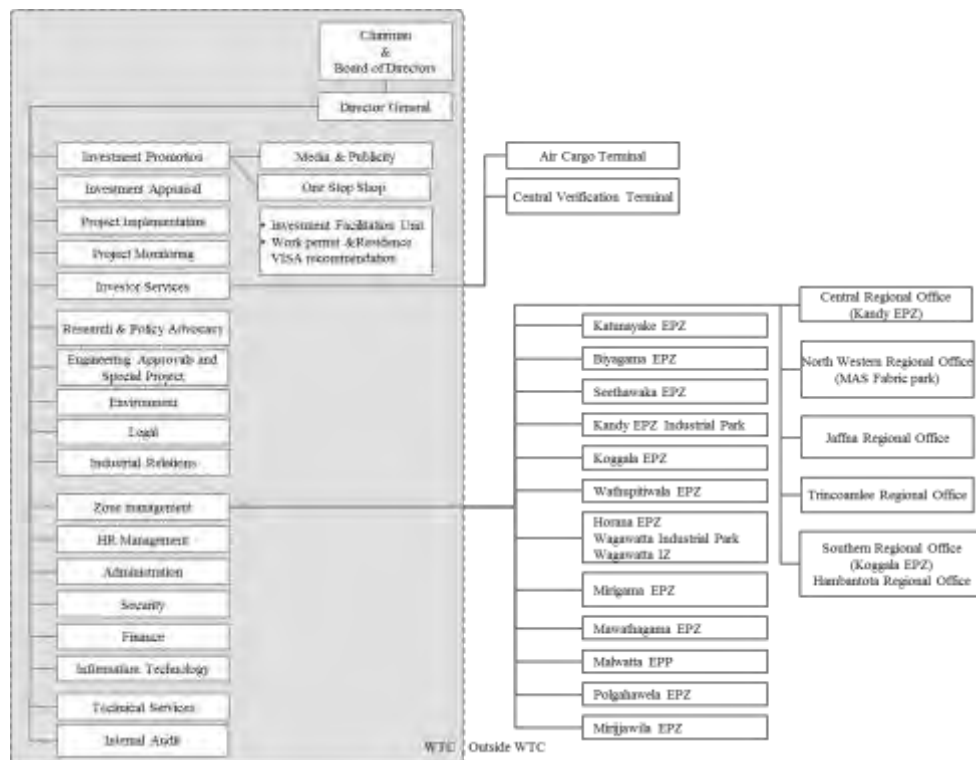 Chairman
&
Board of Directors
Director General
Investment Promotion
Media & Publicity
One Stop Shop
• Investment Facilitation Unit
• Work permit &Residence
VISA recommendation
Investment Appraisal
Project Implementation
Project Monitoring
Investor Services
Research & Policy Advocacy
Engineering Approvals and
Special Project
Environment
Legal
Industrial Relations
Zone management
HR Management
Administration
Security
Finance
Information Technology
Technical Services
Internal Audit
WTC
Outside WTC
Air Cargo Terminal
Central Verification Terminal
Katunayake EPZ
Biyagama EPZ
Seethawaka EPZ
Kandy EPZ Industrial Park
Koggala EPZ
Wathupitiwala EPZ
Horana EPZ
Wagawatta Industrial Park
Wagawatta IZ
Mirigama EPZ
Mawathagama EPZ
Malwatta EPP
Polgahawela EPZ
Mirijjawila EPZ
Central Regional Office
(Kandy EPZ)
North Western Regional Office
(MAS Fabric park)
Jaffna Regional Office
Trincoamlee Regional Office
Southern Regional Office
(Koggala EPZ)
Hambantota Regional Office